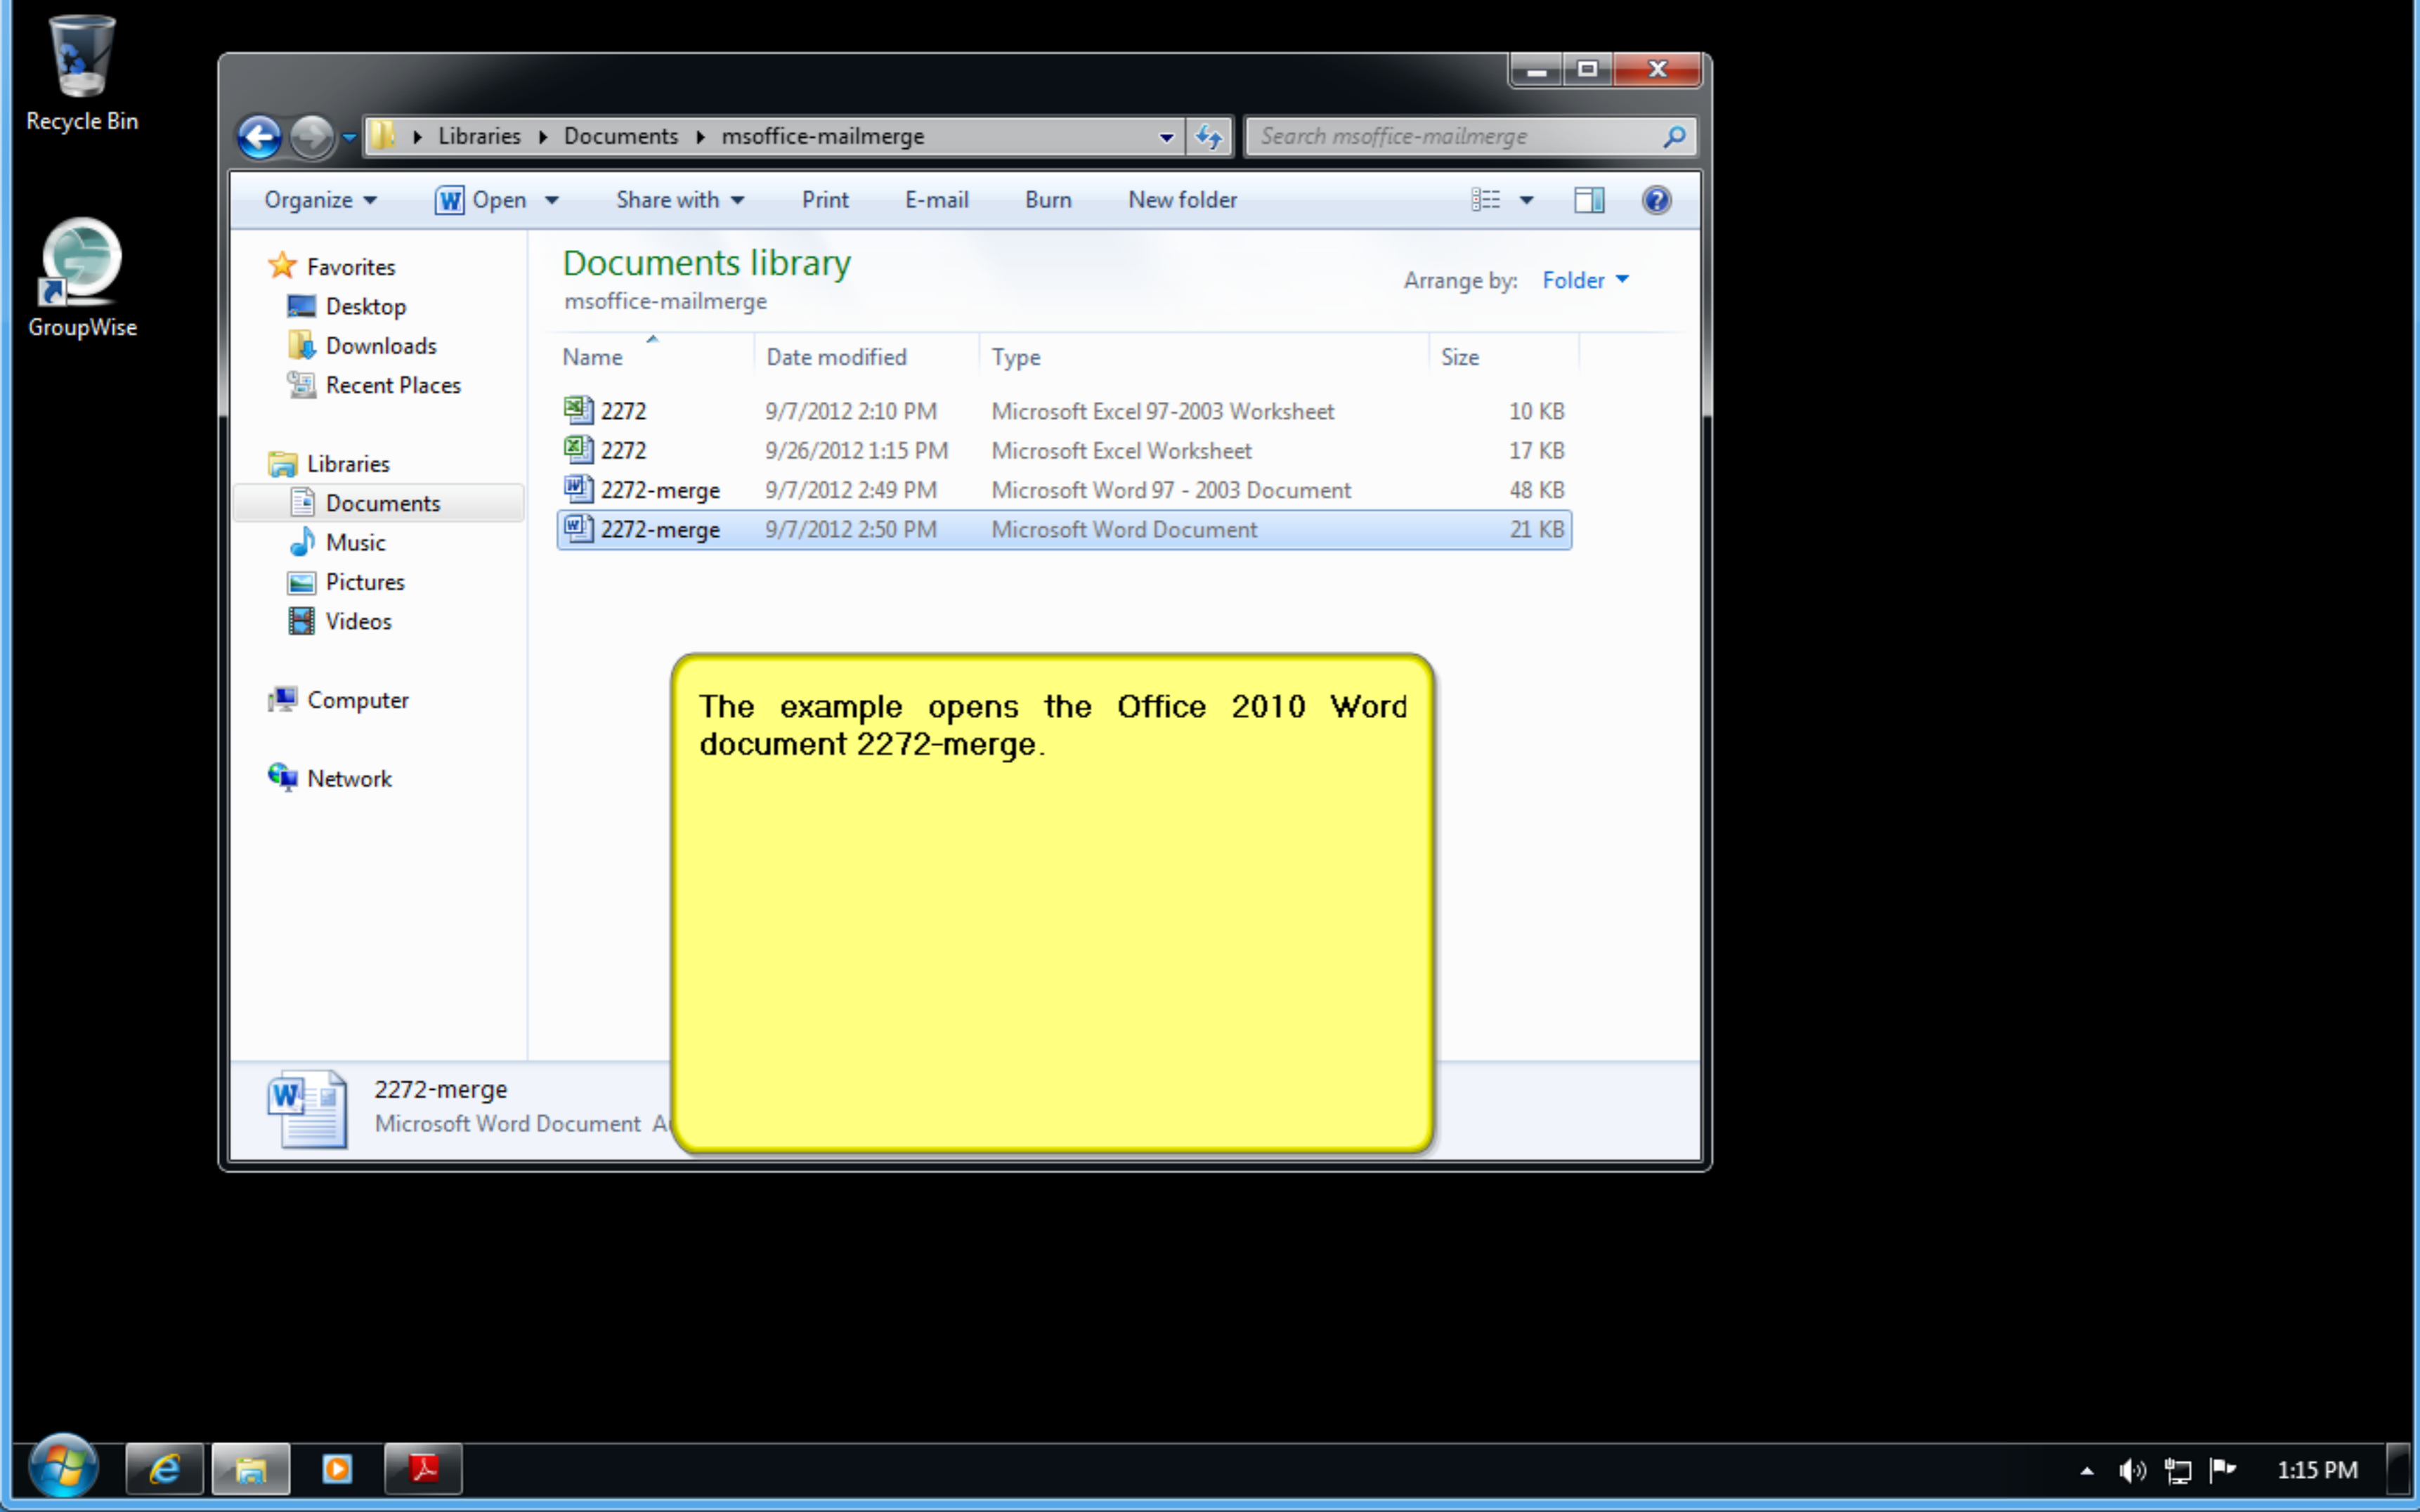 Recycle Bin
GroupWise
Libraries Documents msoffice-mailmerge
Search msoffice-mailmerge
Organize Open Share with Print E-mail Burn New folder
Favorites
Desktop
Downloads
Recent Places
Libraries
Documents
Music
Pictures
Videos
Computer
Network
Documents library
msoffice-mailmerge
Arrange by: Folder
Name Date modified Type Size
2272 9/7/2012 2:10 PM Microsoft Excel 97-2003 Worksheet 10 KB
2272 9/26/2012 1:15 PM Microsoft Excel Worksheet 17 KB
2272-merge 9/7/2012 2:49 PM Microsoft Word 97 - 2003 Document 48 KB
2272-merge 9/7/2012 2:50 PM Microsoft Word Document 21 KB
The example opens the Office 2010 Word
document 2272-merge.
2272-merge
Microsoft Word Document
1:15 PM